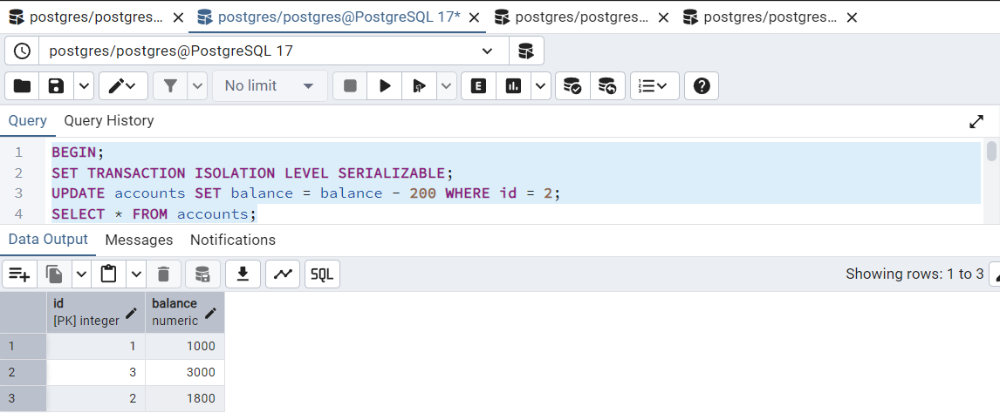 postgres/postgres... postgres/postgres@PostgreSQL 17* postgres/postgres... postgres/postgres...
postgres/postgres@PostgreSQL 17
No limit E
Query Query History
1 BEGIN;
2 SET TRANSACTION ISOLATION LEVEL SERIALIZABLE;
3 UPDATE accounts SET balance = balance - 200 WHERE id = 2;
4 SELECT * FROM accounts;
Data Output Messages Notifications
SQL Showing rows: 1 to 3
id balance
[PK] integer numeric
1 1 1000
2 3 3000
3 2 1800